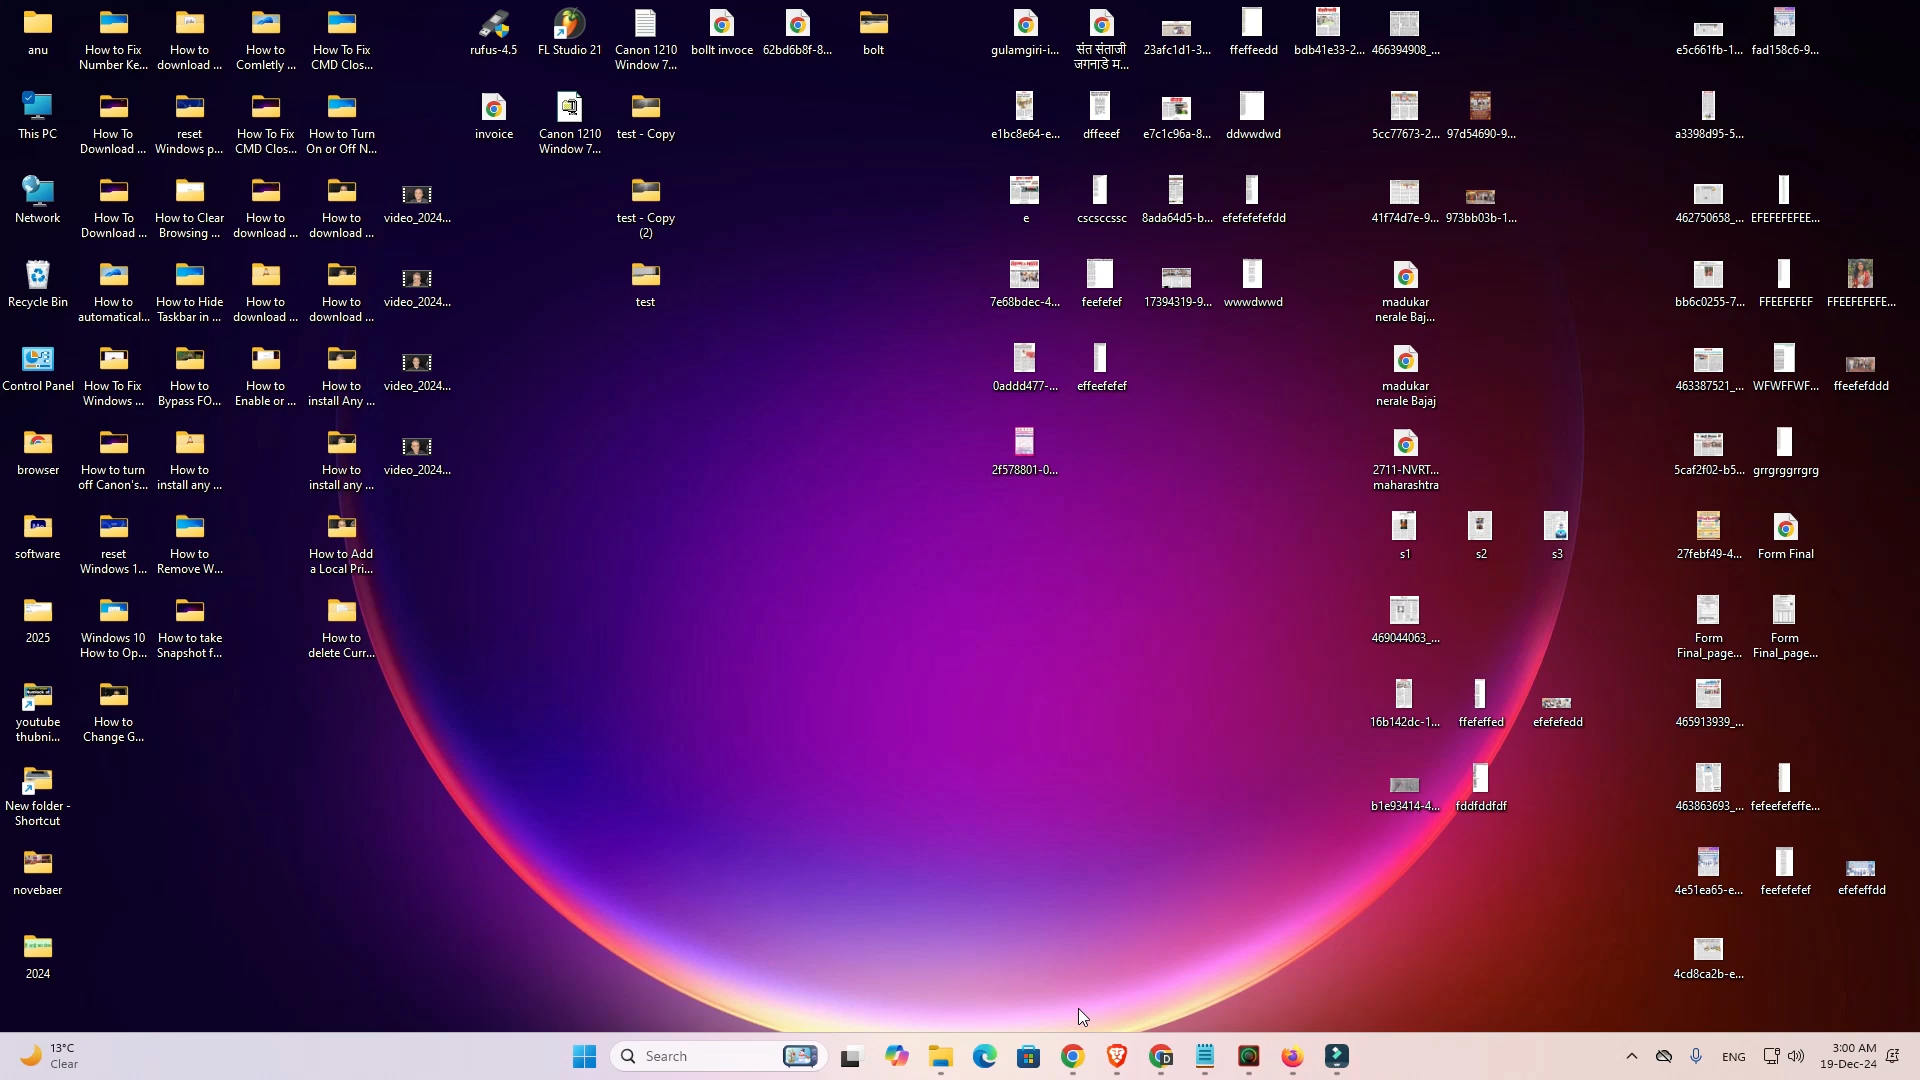 anu
How to Fix
Number Ke...
How to
download ...
How to
Comletly ...
How To Fix
CMD Clos...
rufus-4.5
FL Studio 21
Canon 1210
Window 7...
bollt invoce
62bd6b8f-8...
bolt
gulamgiri-i...
संत संताजी
जगनाडे म...
23afc1d1-3...
ffeffeedd
bdb41e33-2...
466394908_...
e5c661fb-1...
fad158c6-9...
This PC
How To
Download ...
reset
Windows p...
How To Fix
CMD Clos...
How to Turn
On or Off N...
invoice
Canon 1210
Window 7...
test - Copy
e1bc8e64-e...
dffeeef
e7c1c96a-8...
ddwwdwd
5cc77673-2...
97d54690-9...
a3398d95-5...
Network
How To
Download ...
How to Clear
Browsing ...
How to
download ...
How to
download ...
video_2024...
test - Copy
(2)
e
cscsccssc
8ada64d5-b...
efefefefefdd
41f74d7e-9...
973bb03b-1...
462750658_...
EFEFEFEFEE...
Recycle Bin
How to
automatical...
How to Hide
Taskbar in ...
How to
download ...
How to
download ...
video_2024...
test
7e68bdec-4...
feefefef
17394319-9...
wwwdwwd
madukar
nerale Baj...
bb6c0255-7...
FFEEFEFEF
FFEEFEFEFE...
Control Panel
How To Fix
Windows ...
How to
Bypass FO...
How to
Enable or ...
How to
install Any ...
video_2024...
0addd477-...
effeefefef
madukar
nerale Bajaj
463387521_...
WFWFFWF...
ffeefefddd
browser
How to turn
off Canon's...
How to
install any ...
How to
install any ...
video_2024...
2f578801-0...
2711-NVRT...
maharashtra
5caf2f02-b5...
grrgrggrrgrg
software
reset
Windows 1...
How to
Remove W...
How to Add
a Local Pri...
s1
s2
s3
27febf49-4...
Form Final
2025
Windows 10
How to Op...
How to take
Snapshot f...
How to
delete Curr...
469044063_...
Form
Final_page...
Form
Final_page...
youtube
thubni...
How to
Change G...
16b142dc-1...
ffefeffed
efefefedd
465913939_...
New folder -
Shortcut
b1e93414-4...
fddfddfdf
463863693_...
fefeefefeffe...
novebaer
4e51ea65-e...
feefefefef
efefeffdd
2024
4cd8ca2b-e...
13°C
Clear
Search
ENG
3:00 AM
19-Dec-24